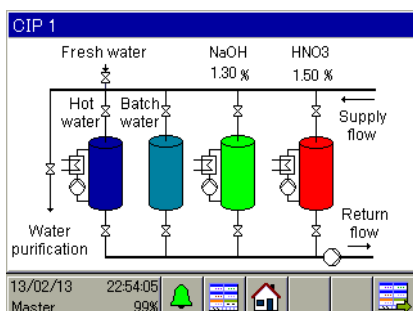 CIP 1
Fresh water
NaOH
HNO3
1.30 %
1.50 %
Hot water
Batch water
Supply flow
Water purification
Return flow
13/02/13
22:54:05
Master
99%